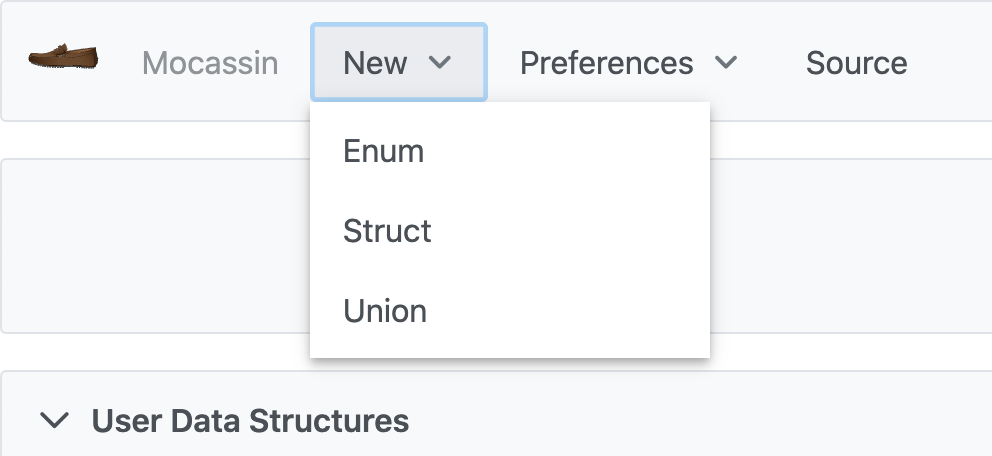 Mocassin New Preferences Source
Enum
Struct
Union
User Data Structures